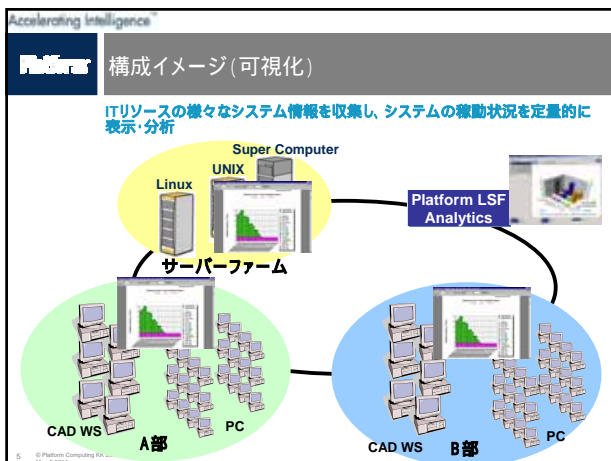 Accelerating Intelligence™
Platform
構成イメージ(可視化)
ITリソースの様々なシステム情報を収集し、システムの稼動状況を定量的に
表示・分析
Super Computer
UNIX
Linux
Platform LSF
Analytics
サーバーファーム
CAD WS
PC
A部
CAD WS
PC
B部
5
© Platform Computing KK